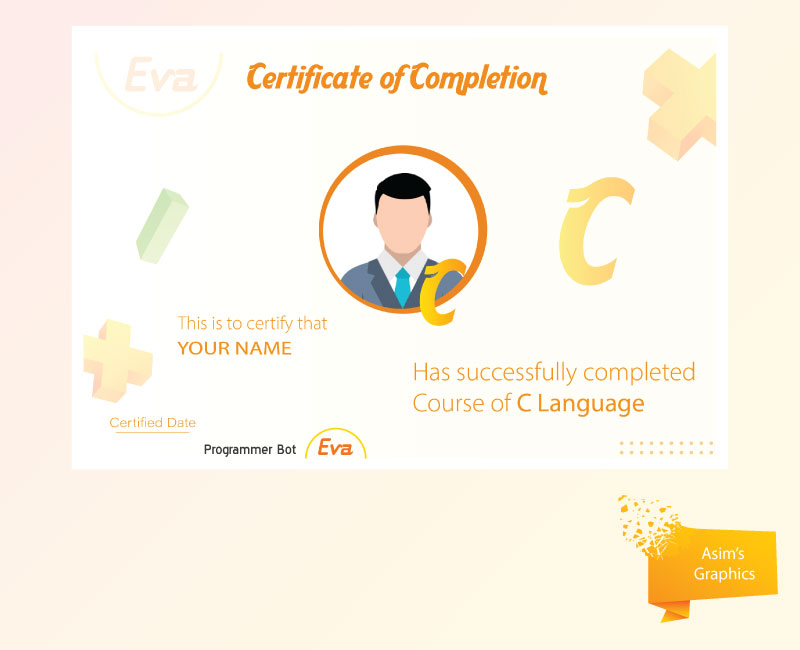 Eva
Certificate of Completion
C
C
This is to certify that
YOUR NAME
Has successfully completed
Course of C Language
Certified Date
Programmer Bot Eva
Asim's
Graphics